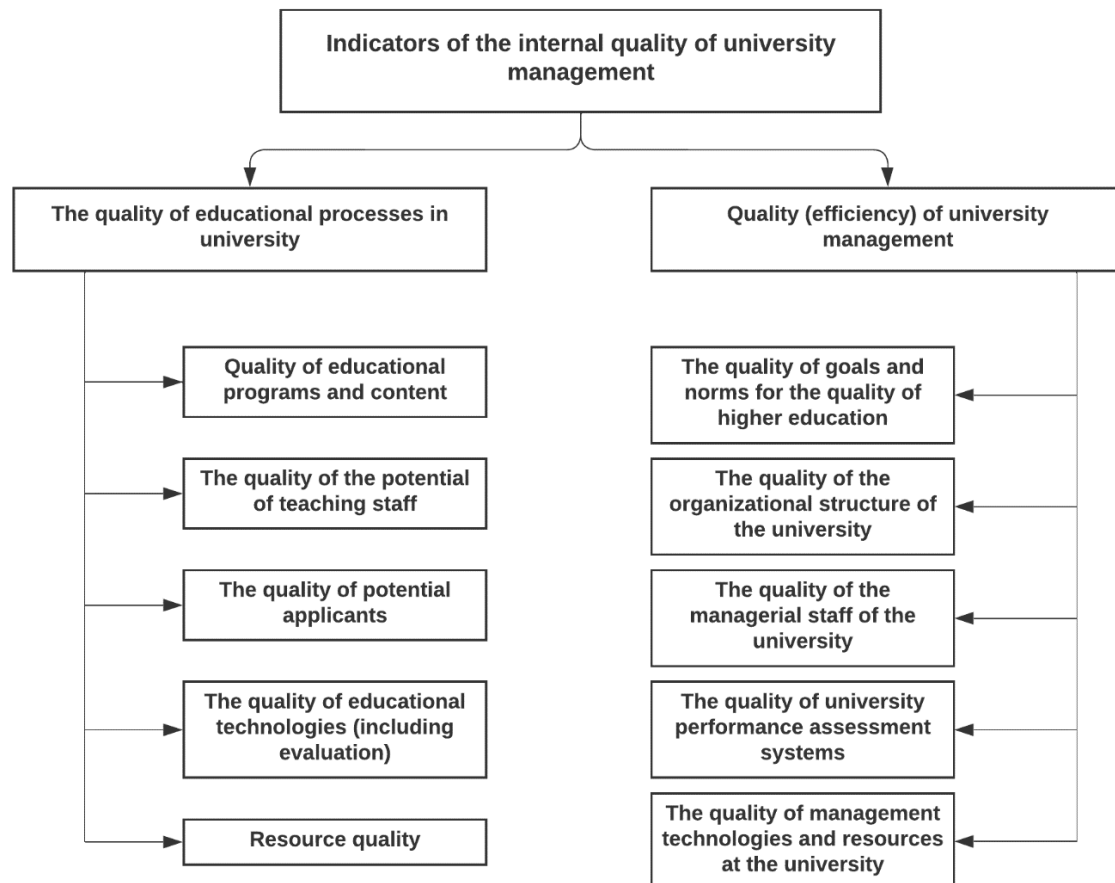 Indicators of the internal quality of university
management
The quality of educational processes in
university
Quality of educational
programs and content
The quality of the potential
of teaching staff
The quality of potential
applicants
The quality of educational
technologies (including
evaluation)
Resource quality
Quality (efficiency) of university
management
The quality of goals and
norms for the quality of
higher education
The quality of the
organizational structure of
the university
The quality of the
managerial staff of the
university
The quality of university
performance assessment
systems
The quality of management
technologies and resources
at the university